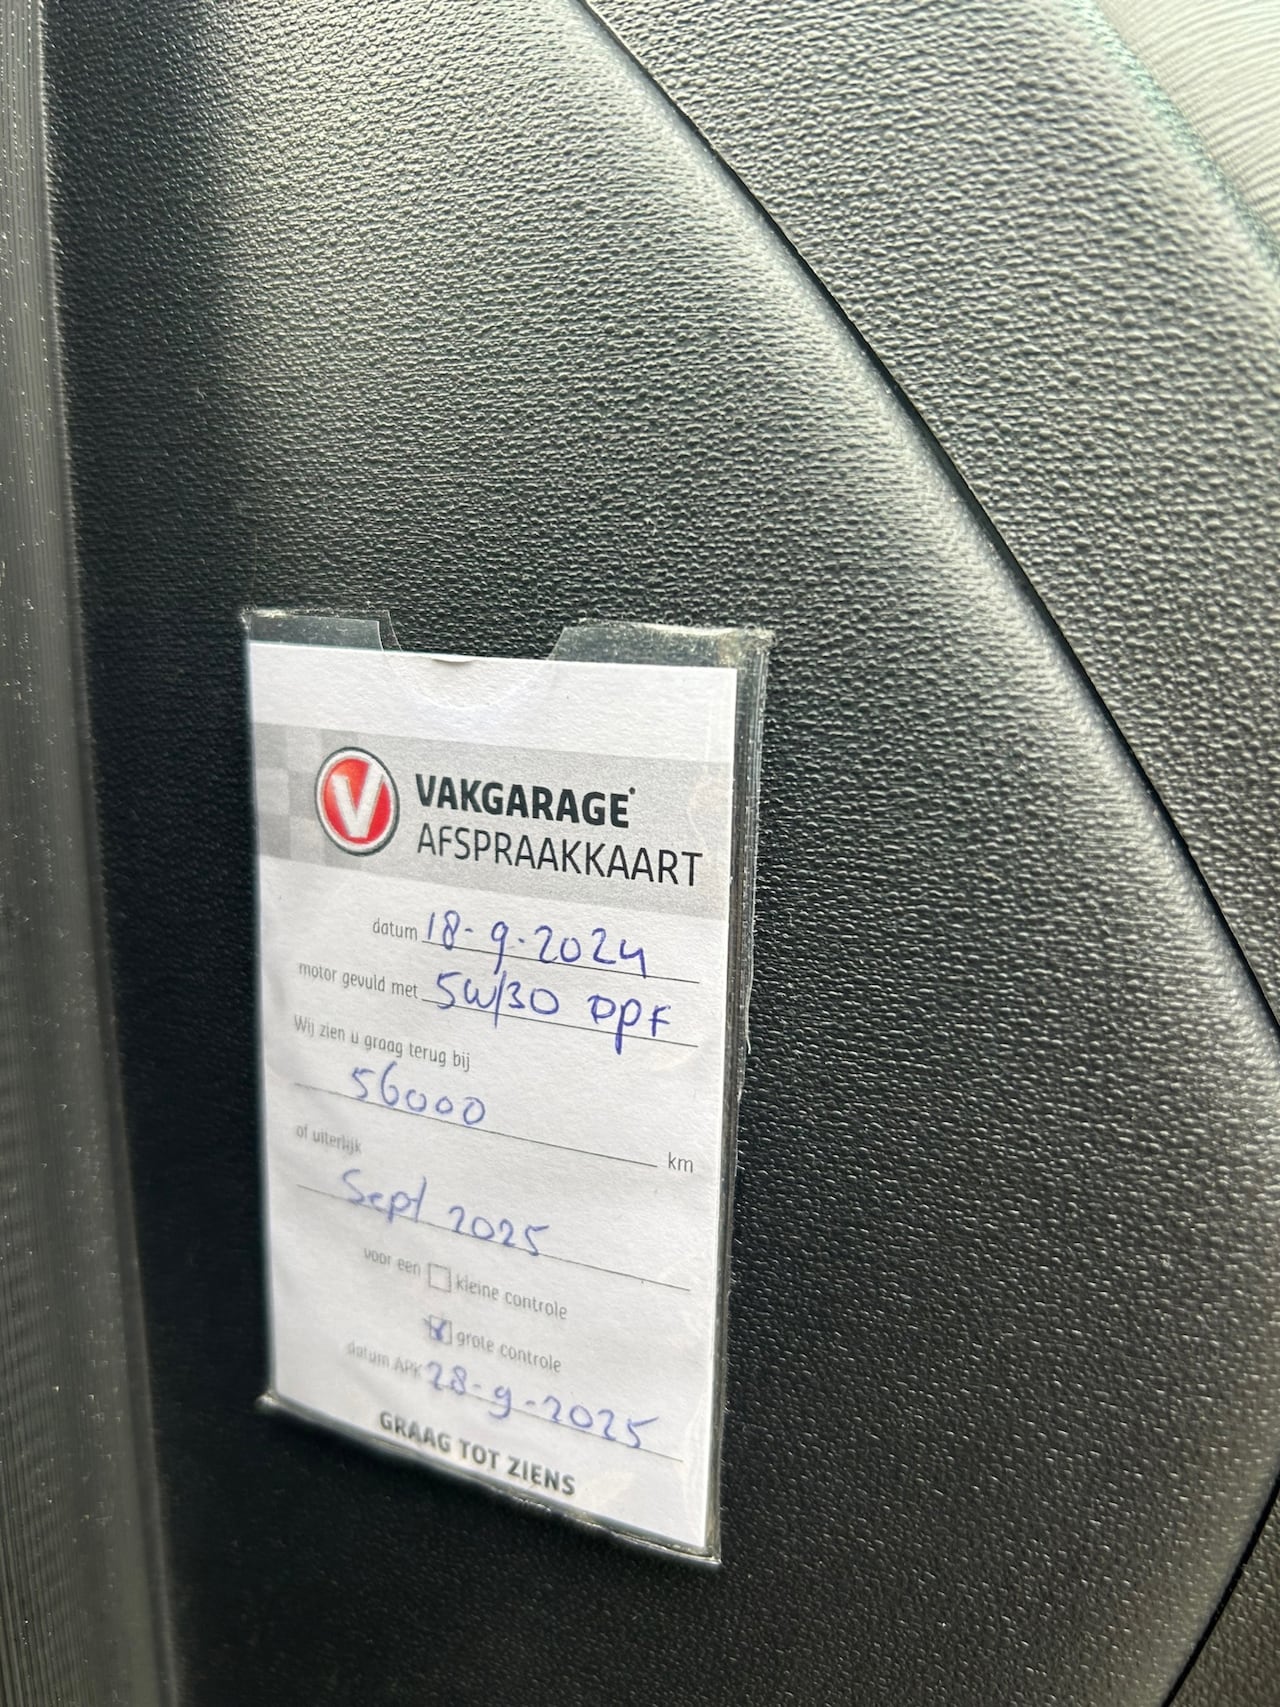 V VAKGARAGE
AFSPRAAKKAART
datum 18-9-2024
motor gevuld met 5W/30 DPF
Wij zien u graag terug bij
56000
km
of uiterlijk
Sept 2025
voor een kleine controle
grote controle
datum APK 28-9-2025
GRAAG TOT ZIENS